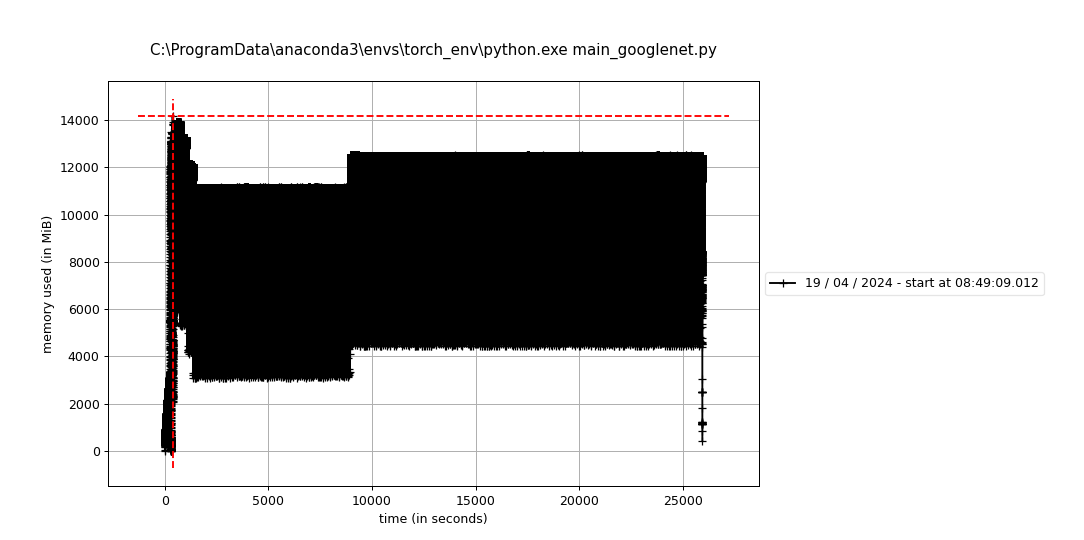 C:\ProgramData\anaconda3\envs\torch_env\python.exe main_googlenet.py
14000
12000
10000
8000
6000
4000
2000
0
memory used (in MiB)
0 5000 10000 15000 20000 25000
time (in seconds)
19 / 04 / 2024 - start at 08:49:09.012